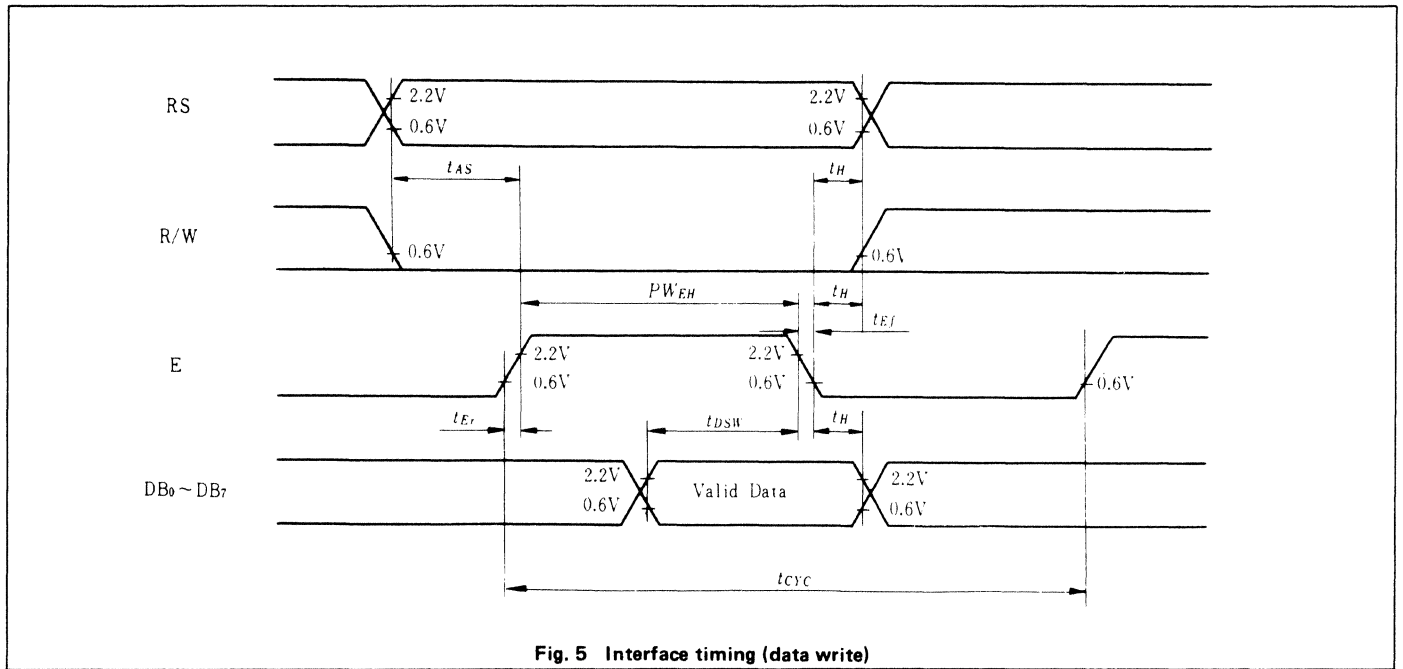 RS
2.2V
2.2V
0.6V
0.6V
tAS
tH
R/W
0.6V
0.6V
PWEH
tH
tEf
E
2.2V
2.2V
0.6V
0.6V
0.6V
tEr
tDSW
tH
DB0~DB7
2.2V
Valid Data
2.2V
0.6V
0.6V
tCYC
Fig. 5 Interface timing (data write)